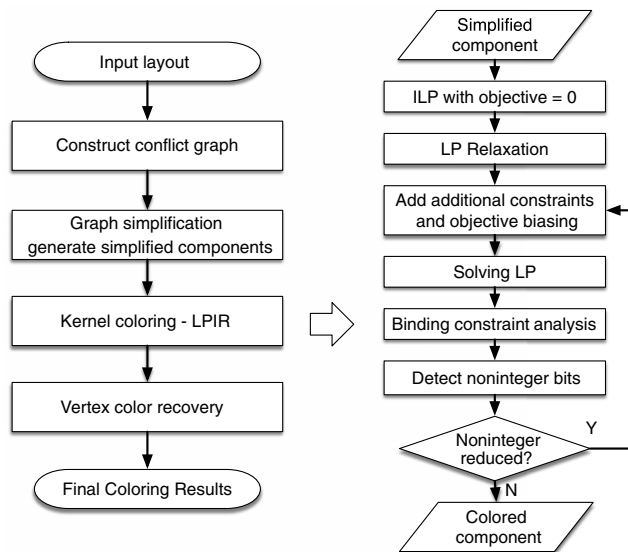 Input layout
Construct conflict graph
Graph simplification
generate simplified components
Kernel coloring - LPIR
Vertex color recovery
Final Coloring Results
Simplified
component
ILP with objective = 0
LP Relaxation
Add additional constraints
and objective biasing
Solving LP
Binding constraint analysis
Detect noninteger bits
Noninteger
reduced?
Y
N
Colored
component